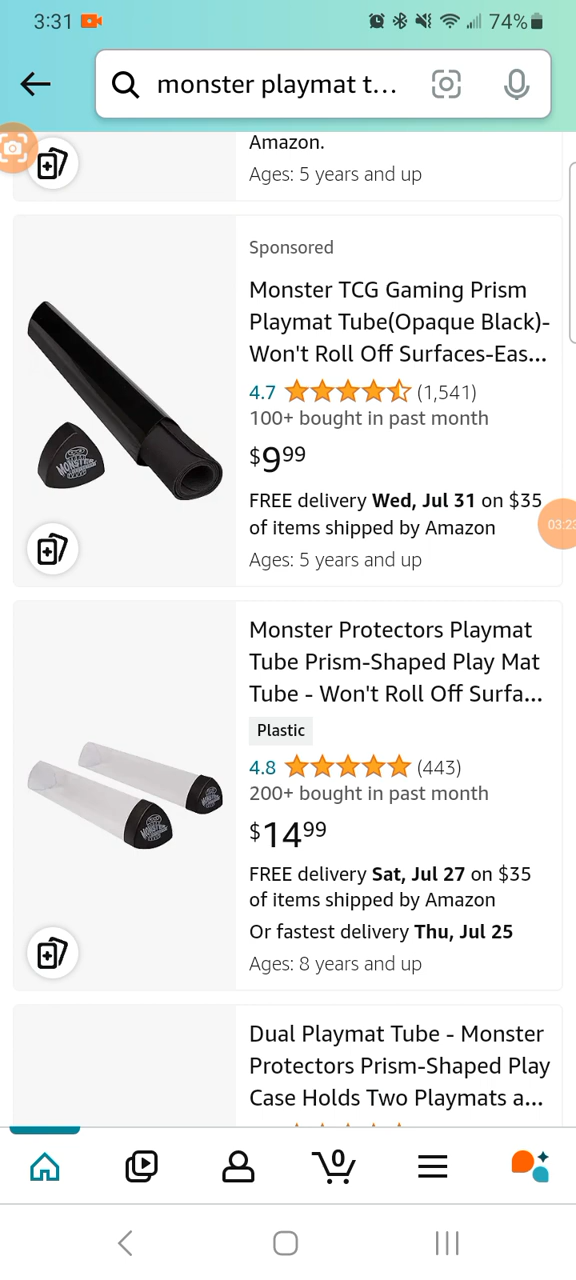 3:31
74%
monster playmat t...
Amazon.
Ages: 5 years and up
Sponsored
Monster TCG Gaming Prism
Playmat Tube(Opaque Black)-
Won't Roll Off Surfaces-Eas...
4.7 (1,541)
100+ bought in past month
$9.99
FREE delivery Wed, Jul 31 on $35
of items shipped by Amazon
03:23
Ages: 5 years and up
MONSTER
Monster Protectors Playmat
Tube Prism-Shaped Play Mat
Tube - Won't Roll Off Surfa...
Plastic
4.8 (443)
200+ bought in past month
$14.99
FREE delivery Sat, Jul 27 on $35
of items shipped by Amazon
Or fastest delivery Thu, Jul 25
Ages: 8 years and up
MONSTER
Dual Playmat Tube - Monster
Protectors Prism-Shaped Play
Case Holds Two Playmats a...
0